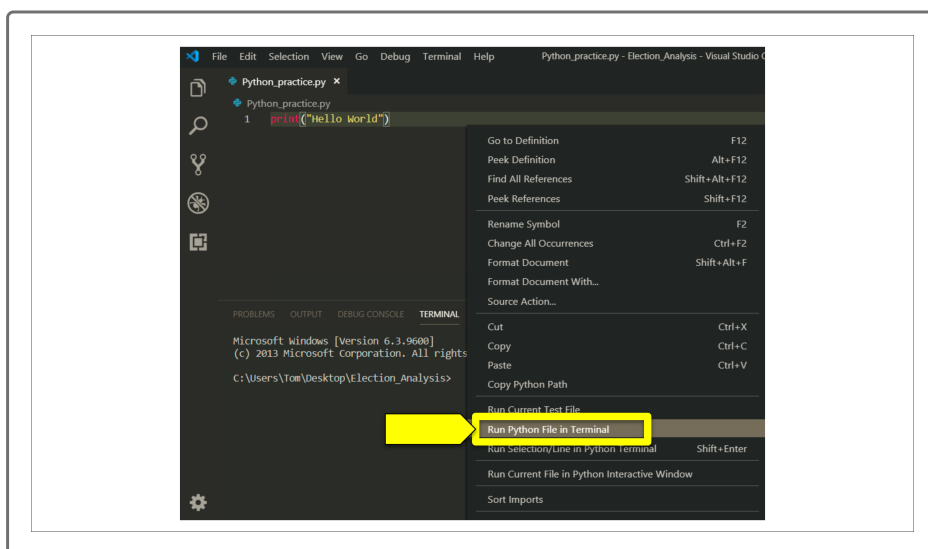 File Edit Selection View Go Debug Terminal Help Python_practice.py - Election_Analysis - Visual Studio
Python_practice.py ×
Python_practice.py
1 print("Hello World")
Go to Definition F12
Peek Definition Alt+F12
Find All References Shift+Alt+F12
Peek References Shift+F12
Rename Symbol F2
Change All Occurrences Ctrl+F2
Format Document Shift+Alt+F
Format Document With...
Source Action...
Cut Ctrl+X
Copy Ctrl+C
Paste Ctrl+V
Copy Python Path
Run Current Test File
Run Python File in Terminal
Run Selection/Line in Python Terminal Shift+Enter
Run Current File in Python Interactive Window
Sort Imports
PROBLEMS OUTPUT DEBUG CONSOLE TERMINAL
Microsoft Windows [Version 6.3.9600]
(c) 2013 Microsoft Corporation. All rights
C:\Users\Tom\Desktop\Election_Analysis>